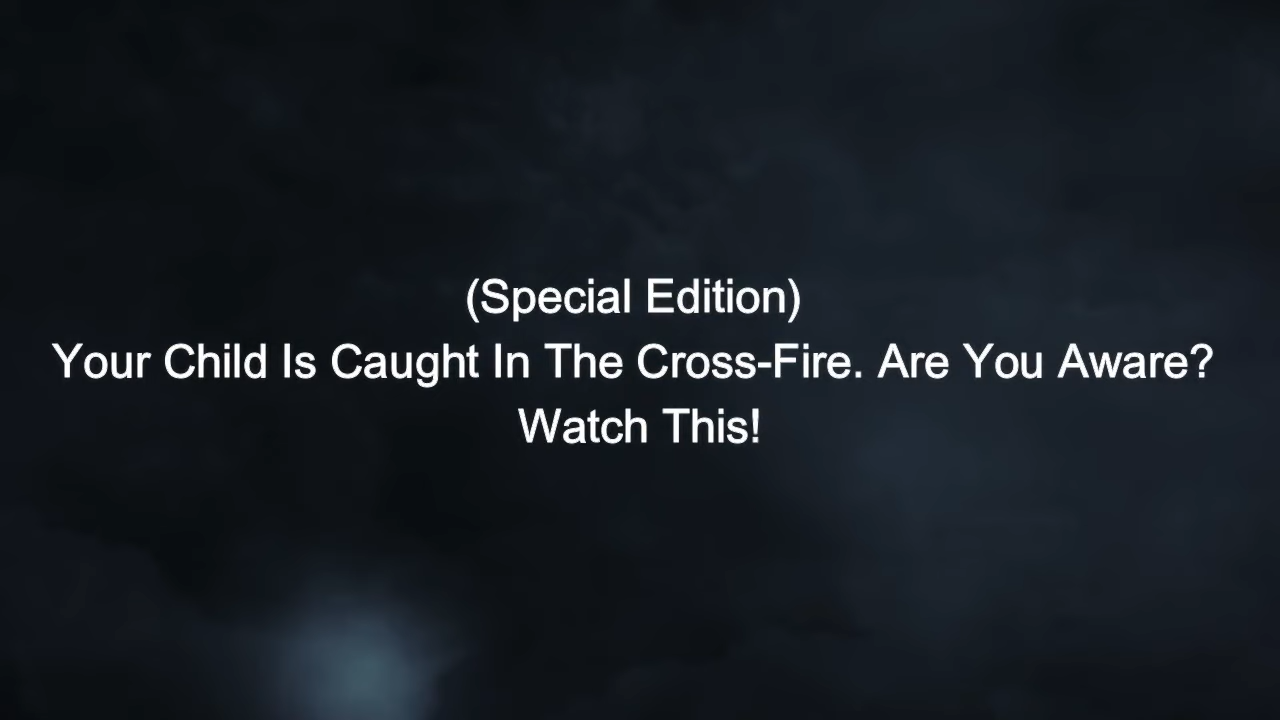 (Special Edition)
Your Child Is Caught In The Cross-Fire. Are You Aware?
Watch This!